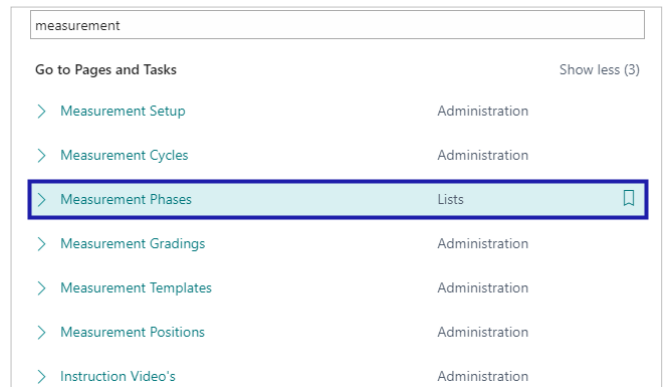 measurement
Go to Pages and Tasks Show less (3)
Measurement Setup Administration
Measurement Cycles Administration
Measurement Phases Lists
Measurement Gradings Administration
Measurement Templates Administration
Measurement Positions Administration
Instruction Video's Administration